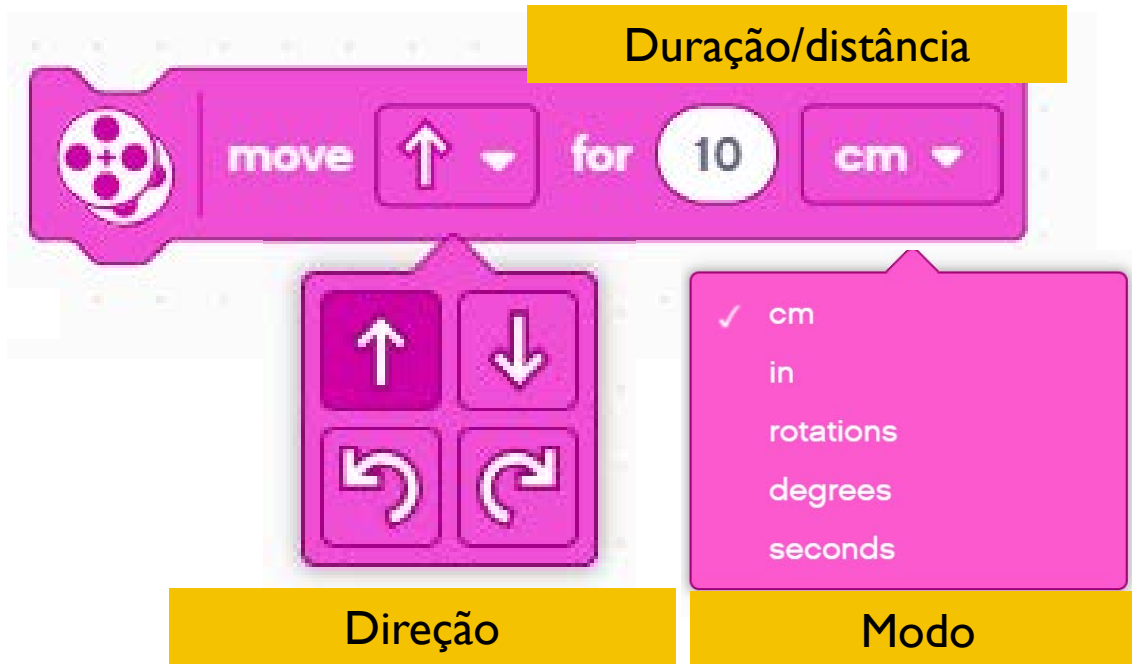 Duração/distância
move for 10 cm
cm
in
rotations
degrees
seconds
Direção
Modo